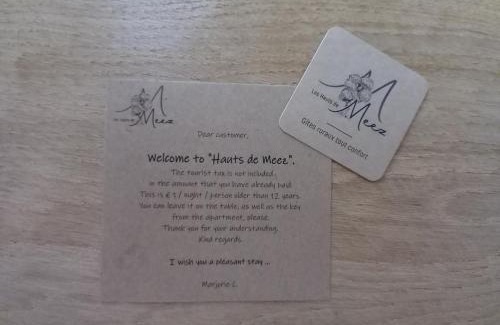 Meez
Dear customer,
Welcome to "Hauts de Meez".
The tourist tax is not included
in the amount that you have already paid.
This is € 1 / night / person older than 12 years.
You can leave it on the table, as well as the key
from the apartment, please.
Thank you for your understanding.
Kind regards.
I wish you a pleasant stay ...
Marjorie L.
Les Hauts de
Meez
Gîtes ruraux tout confort